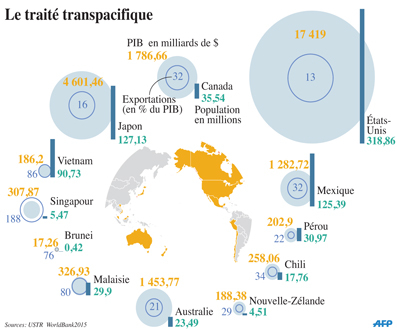 Le traité transpacifique
PIB en milliards de $
1 786,66
32
Exportations
(en % du PIB)
Canada
35,54
Population
en millions
17 419
13
États-
Unis
318,86
4 601,46
16
Japon
127,13
186,2
86
Vietnam
90,73
307,87
188
Singapour
5,47
17,26
76
Brunei
0,42
326,93
80
Malaisie
29,9
1 453,77
21
Australie
23,49
188,38
29
Nouvelle-Zélande
4,51
258,06
34
Chili
17,76
202,9
22
Pérou
30,97
1 282,72
32
Mexique
125,39
Sources: USTR WorldBank2015
AFP